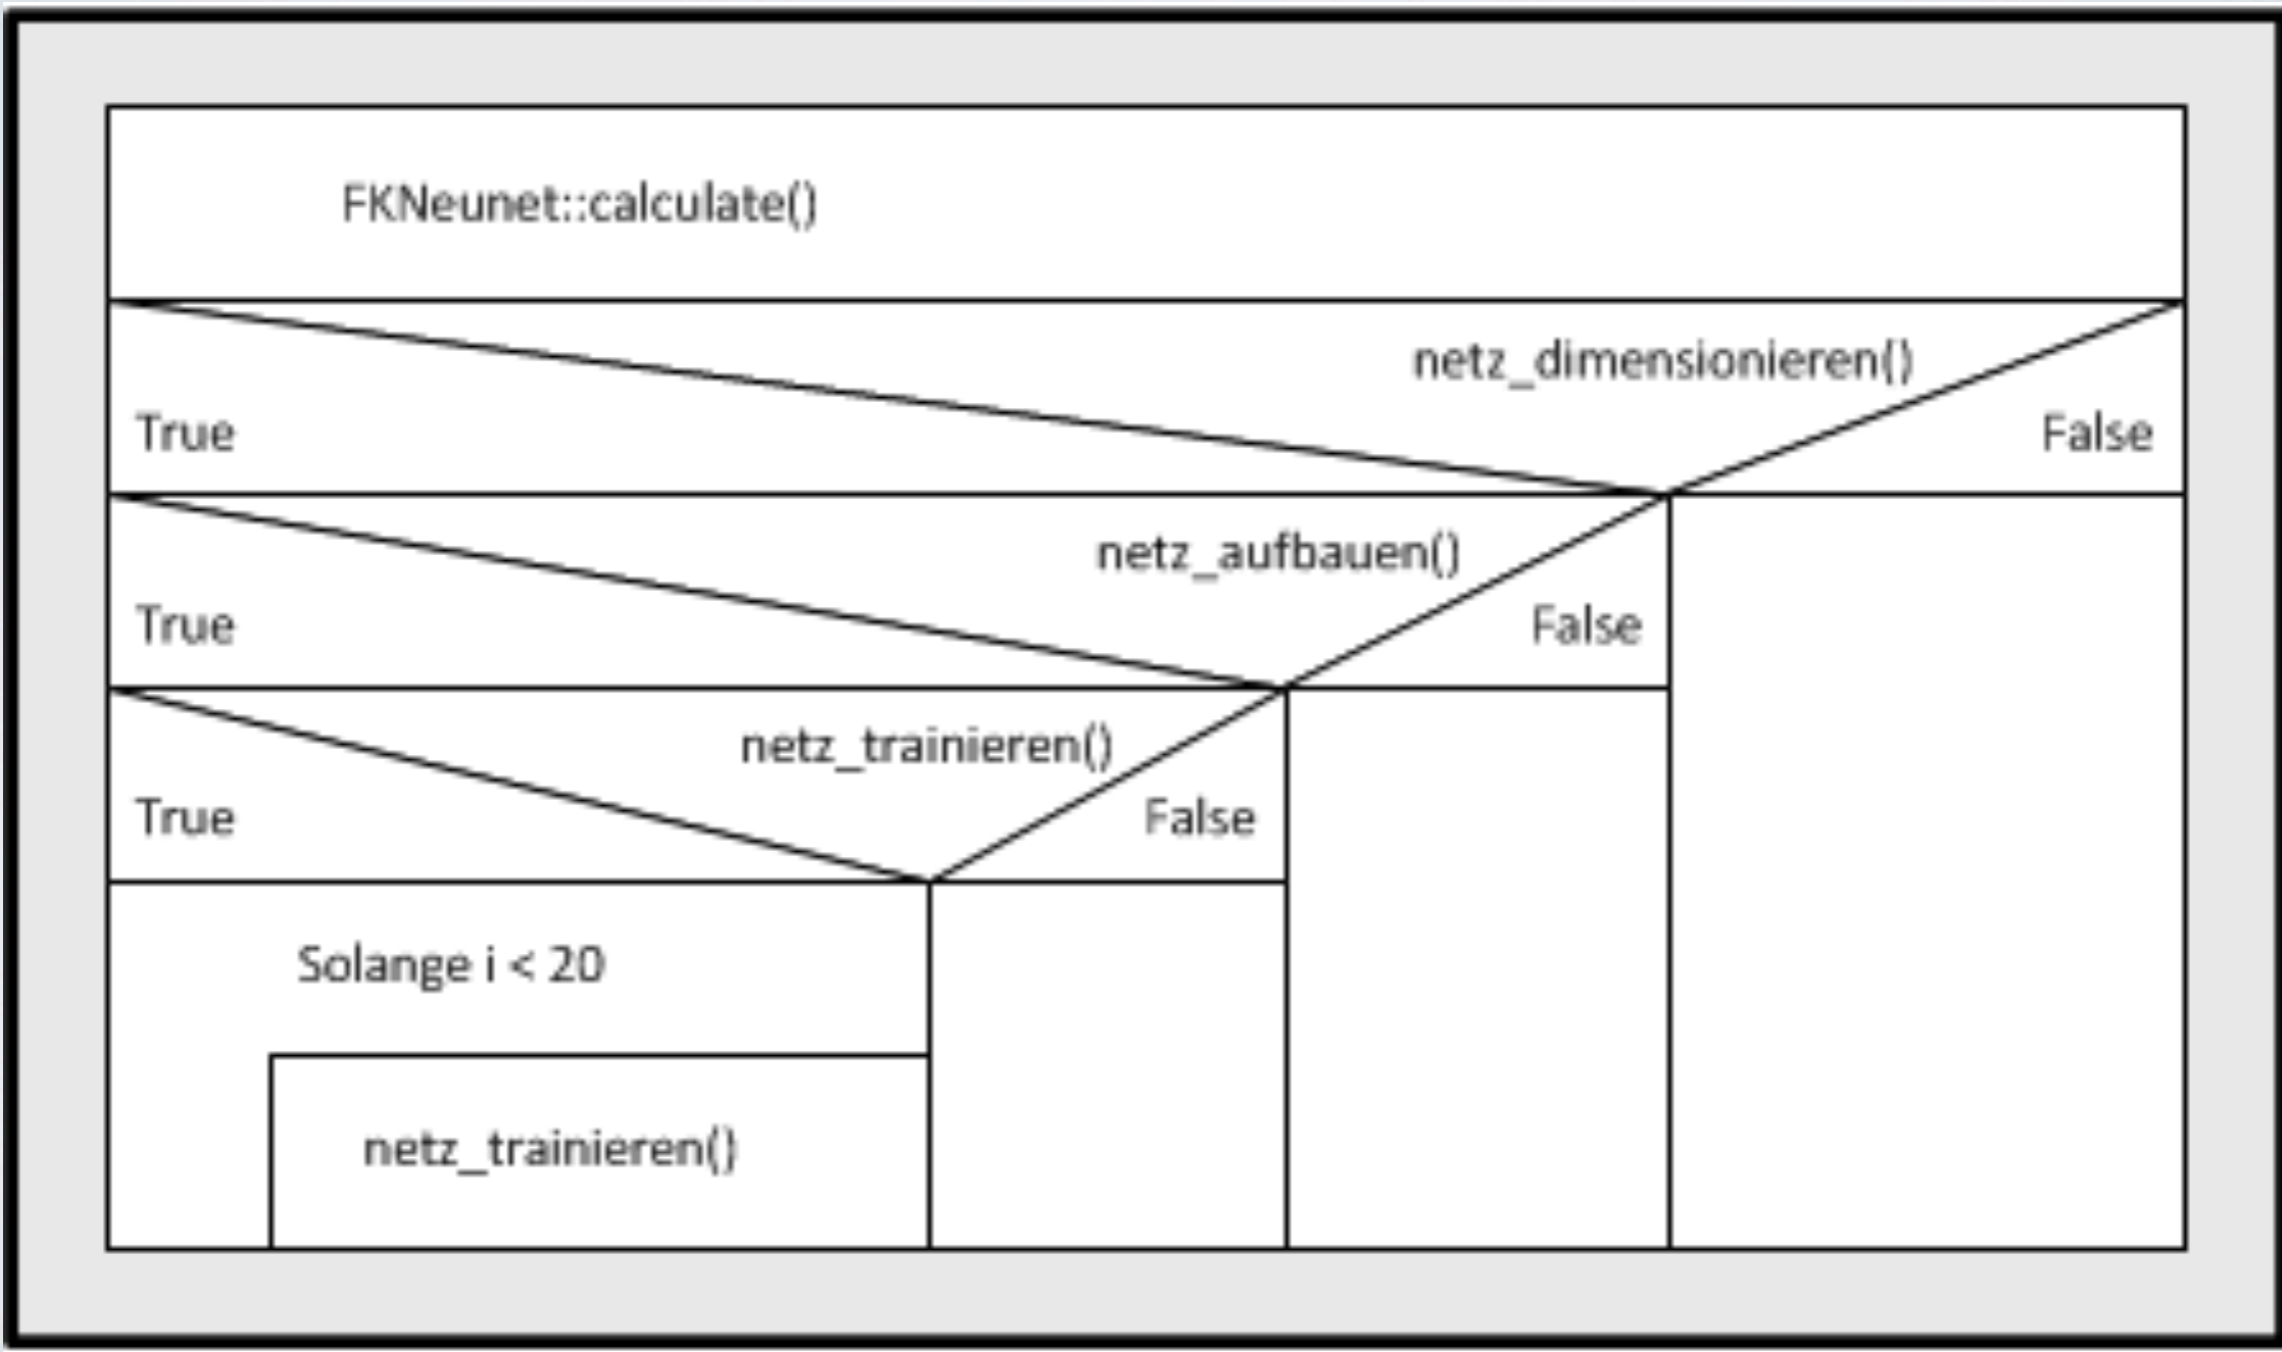 FKNeunet::calculate()
netz_dimensionieren()
True
False
netz_aufbauen()
True
False
netz_trainieren()
True
False
Solange i < 20
netz_trainieren()